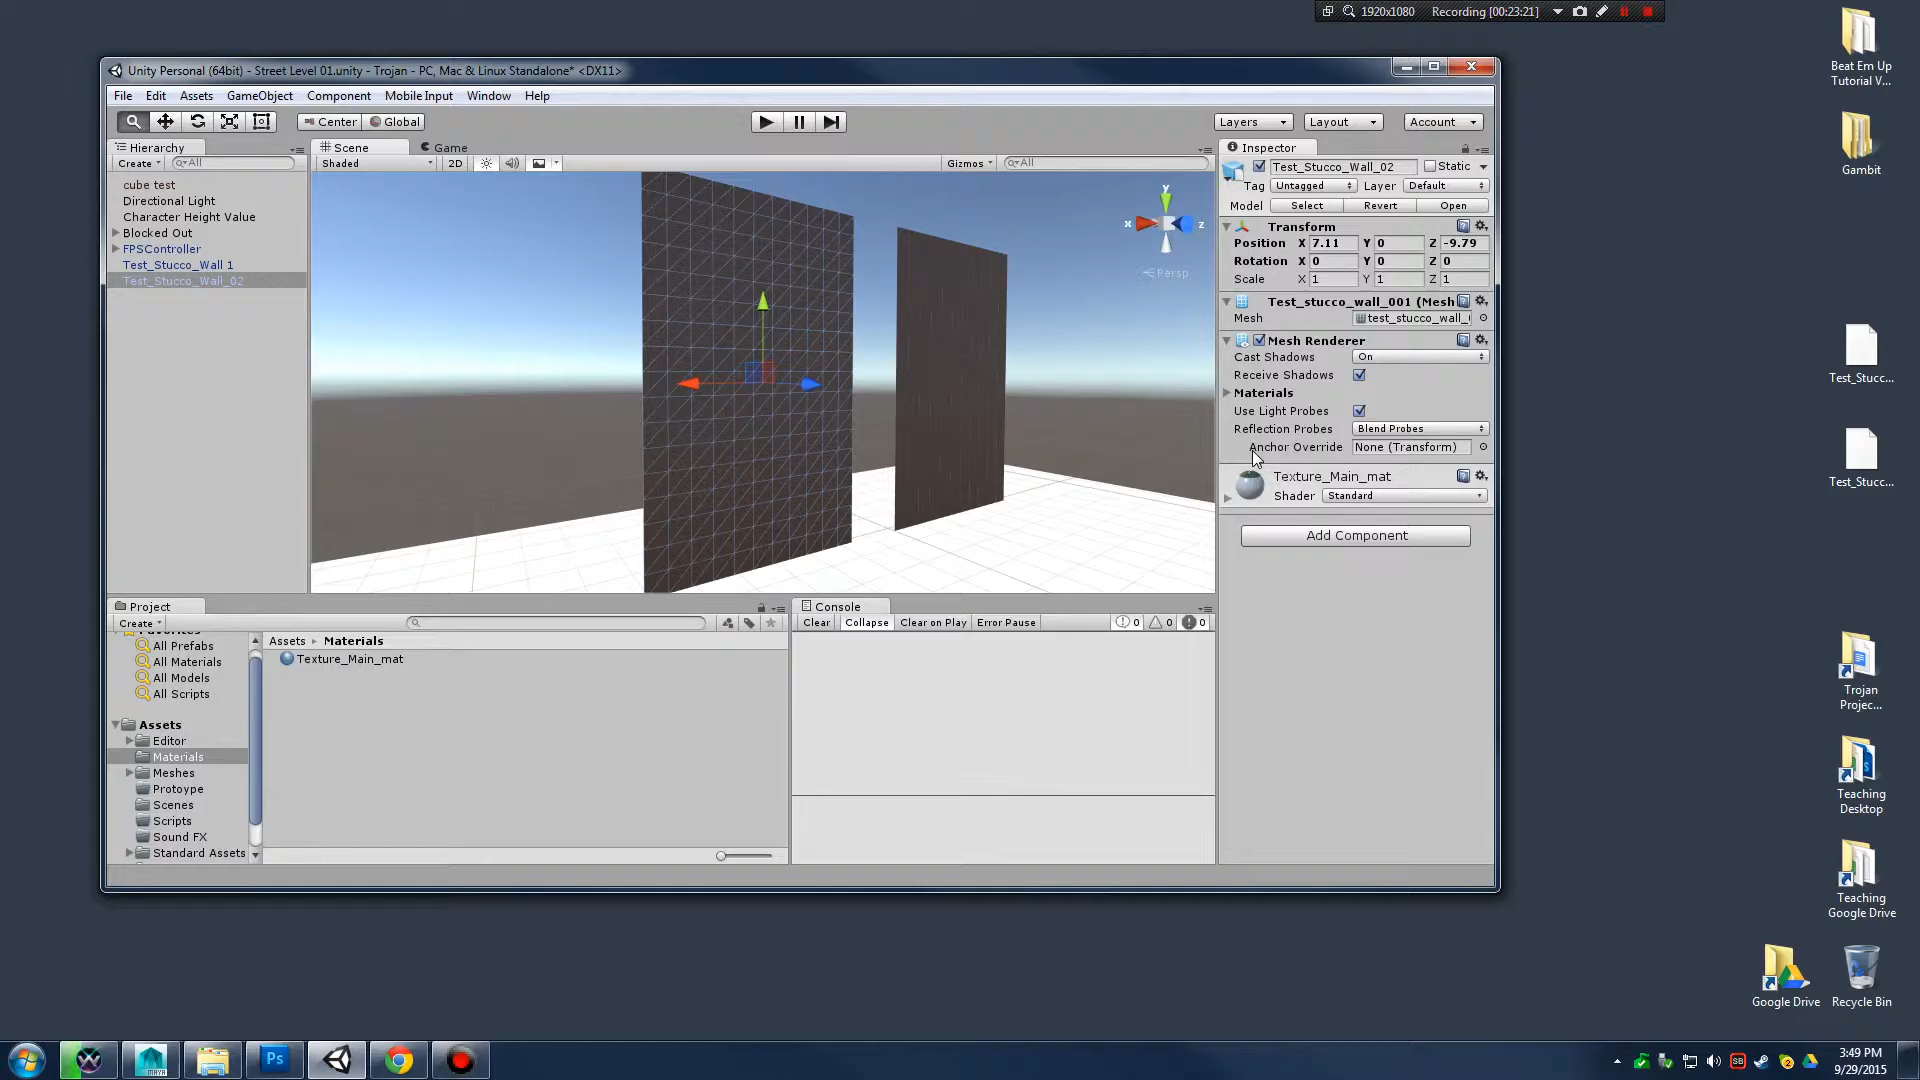 1920x1080 Recording [00:23:21]
Beat Em Up
Tutorial V...
Gambit
Test_Stucc...
Test_Stucc...
Trojan
Projec...
Teaching
Desktop
Teaching
Google Drive
Google Drive
Recycle Bin
Unity Personal (64bit) - Street Level 01.unity - Trojan - PC, Mac & Linux Standalone* <DX11>
File Edit Assets GameObject Component Mobile Input Window Help
Center Global Layers Layout Account
Hierarchy
Create All
cube test
Directional Light
Character Height Value
Blocked Out
FPSController
Test_Stucco_Wall 1
Test_Stucco_Wall_02
Scene Game
Shaded 2D Gizmos All
y
x z
Persp
Inspector
Test_Stucco_Wall_02 Static
Tag Untagged Layer Default
Model Select Revert Open
Transform
Position X 7.11 Y 0 Z -9.79
Rotation X 0 Y 0 Z 0
Scale X 1 Y 1 Z 1
Test_stucco_wall_001 (Mesh
Mesh test_stucco_wall_
Mesh Renderer
Cast Shadows On
Receive Shadows
Materials
Use Light Probes
Reflection Probes Blend Probes
Anchor Override None (Transform)
Texture_Main_mat
Shader Standard
Add Component
Project
Create
Favorites
All Prefabs
All Materials
All Models
All Scripts
Assets
Editor
Materials
Meshes
Protoype
Scenes
Scripts
Sound FX
Standard Assets
Assets Materials
Texture_Main_mat
Console
Clear Collapse Clear on Play Error Pause 0 0 0
MAYA
Ps
SB
2
3:49 PM
9/29/2015